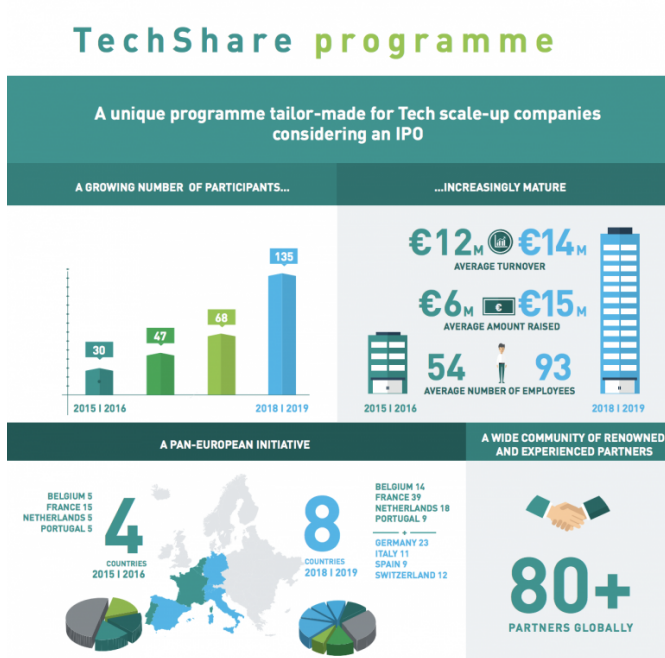 TechShare programme
A unique programme tailor-made for Tech scale-up companies
considering an IPO
A GROWING NUMBER OF PARTICIPANTS...
30
47
68
135
2015 | 2016
2018 | 2019
...INCREASINGLY MATURE
€12M €14M
AVERAGE TURNOVER
€6M € €15M
AVERAGE AMOUNT RAISED
54 93
AVERAGE NUMBER OF EMPLOYEES
2015 | 2016
2018 | 2019
A PAN-EUROPEAN INITIATIVE
BELGIUM 5
FRANCE 15
NETHERLANDS 5
PORTUGAL 5
4
COUNTRIES
2015 | 2016
8
COUNTRIES
2018 | 2019
BELGIUM 14
FRANCE 39
NETHERLANDS 18
PORTUGAL 9
+
GERMANY 23
ITALY 11
SPAIN 9
SWITZERLAND 12
A WIDE COMMUNITY OF RENOWNED
AND EXPERIENCED PARTNERS
80+
PARTNERS GLOBALLY